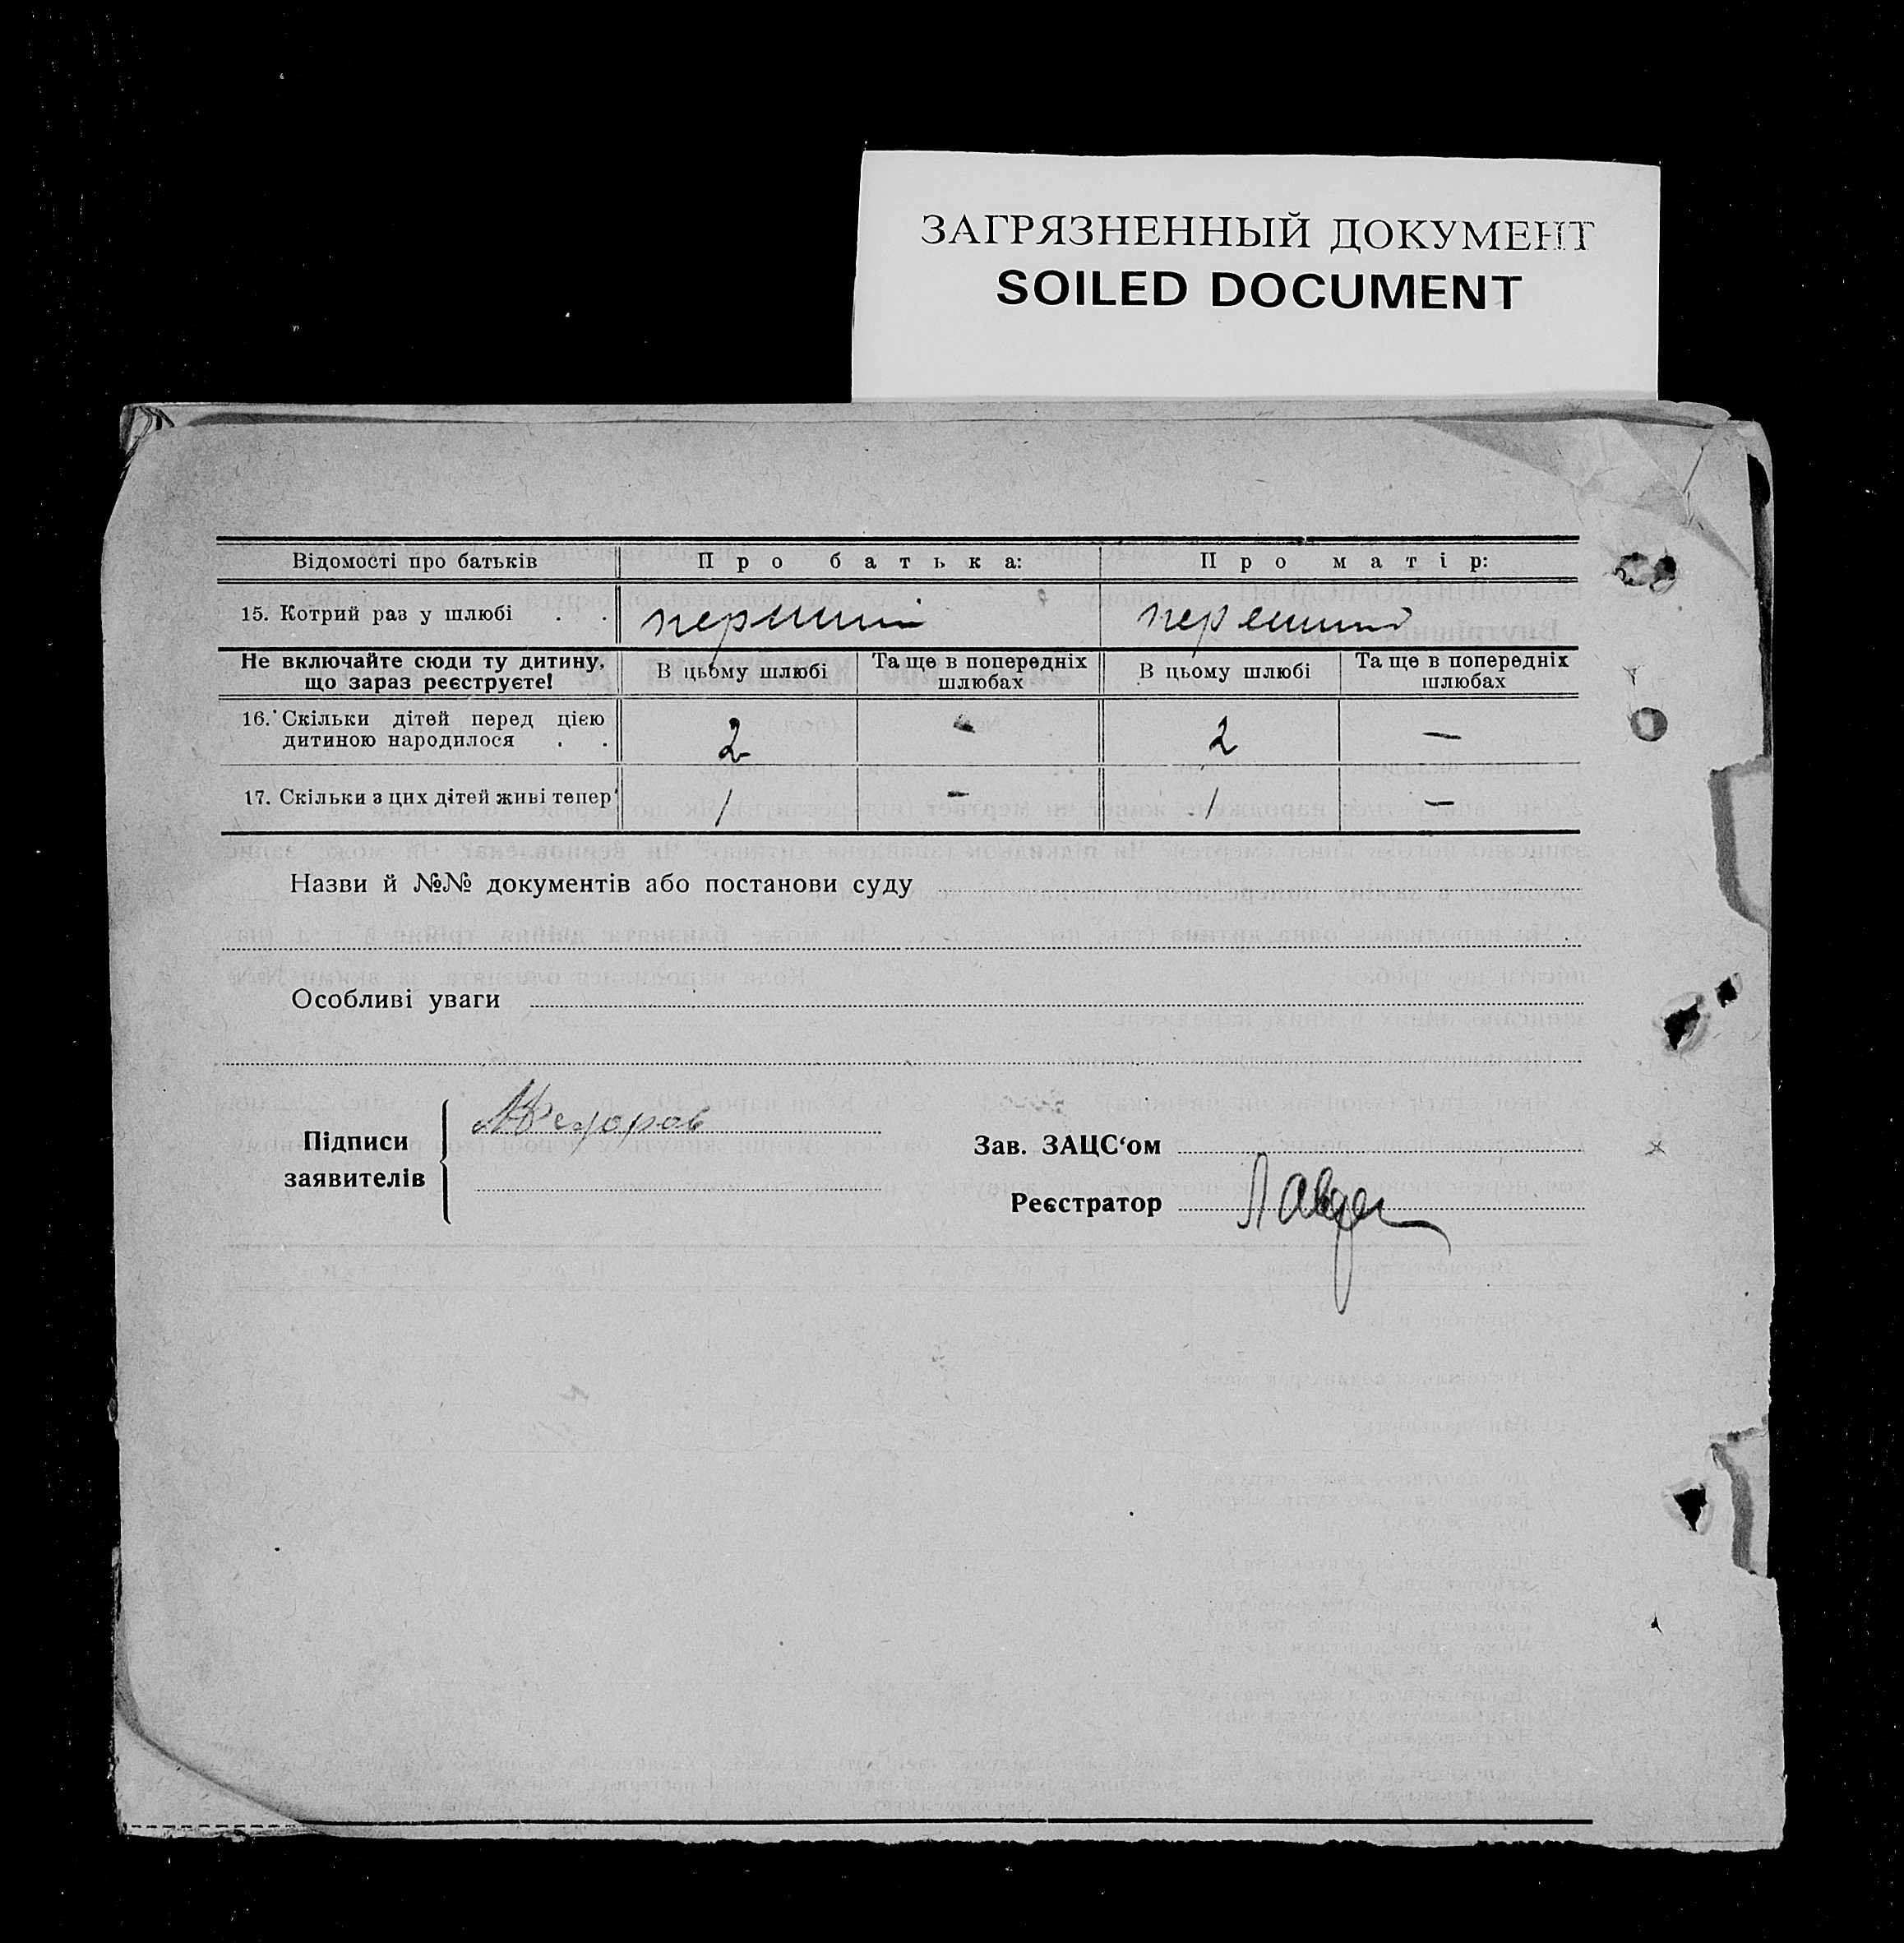 ЗАГРЯЗНЕННЫЙ ДОКУМЕНТ
SOILED DOCUMENT
Відомості про батьків Про батька: Про матір:
15. Котрий раз у шлюбі . . перший перший
Не включайте сюди ту дитину, що зараз реєструєте! В цьому шлюбі Та ще в попередніх шлюбах В цьому шлюбі Та ще в попередніх шлюбах
16. Скільки дітей перед цією
дитиною народилося . . 2 - 2 —
17. Скільки з цих дітей живі тепер 1 - 1 —
Назви й №№ документів або постанови суду
Особливі уваги
Підписи
заявителів
Федоров
Зав. ЗАЦС‘ом
Реєстратор